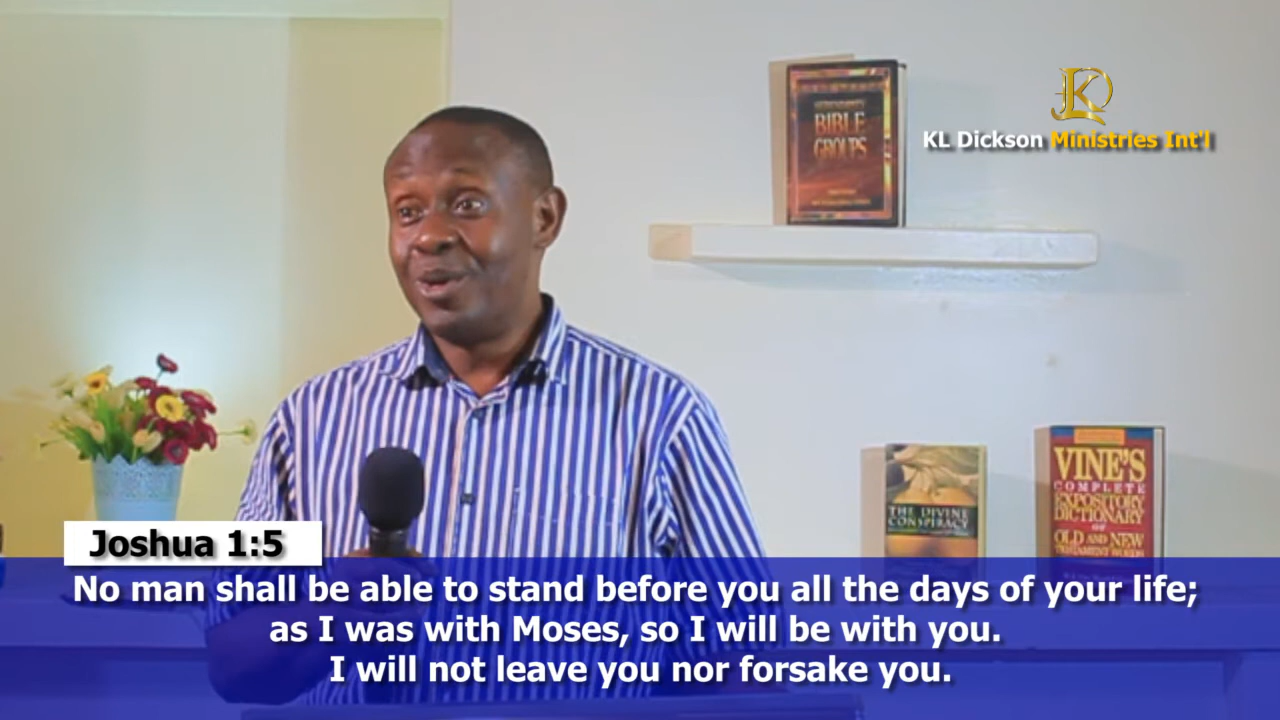 BIBLE
GROUPS
KL Dickson Ministries Int'l
THE DIVINE
CONSPIRACY
VINE'S
COMPLETE
EXPOSITORY
DICTIONARY
OF
OLD AND NEW
TESTAMENT WORDS
Joshua 1:5
No man shall be able to stand before you all the days of your life;
as I was with Moses, so I will be with you.
I will not leave you nor forsake you.